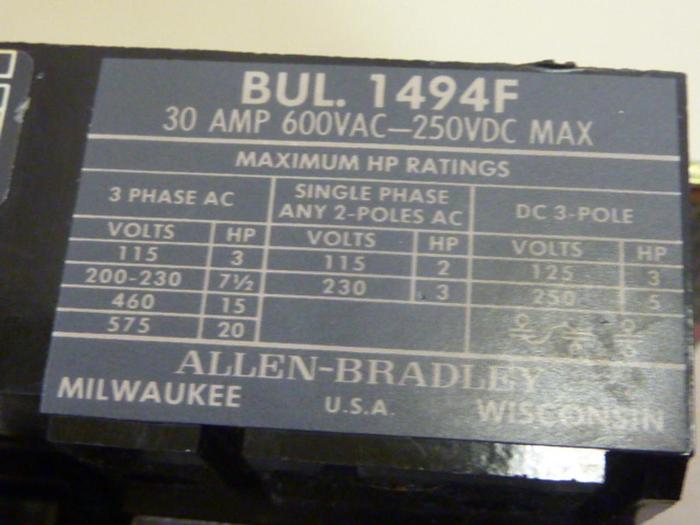 BUL. 1494F
30 AMP 600VAC–250VDC MAX
MAXIMUM HP RATINGS
3 PHASE AC
VOLTS HP
115 3
200-230 7½
460 15
575 20
SINGLE PHASE
ANY 2-POLES AC
VOLTS HP
115 2
230 3
DC 3-POLE
VOLTS HP
125 3
250 5
ALLEN-BRADLEY
MILWAUKEE U.S.A. WISCONSIN